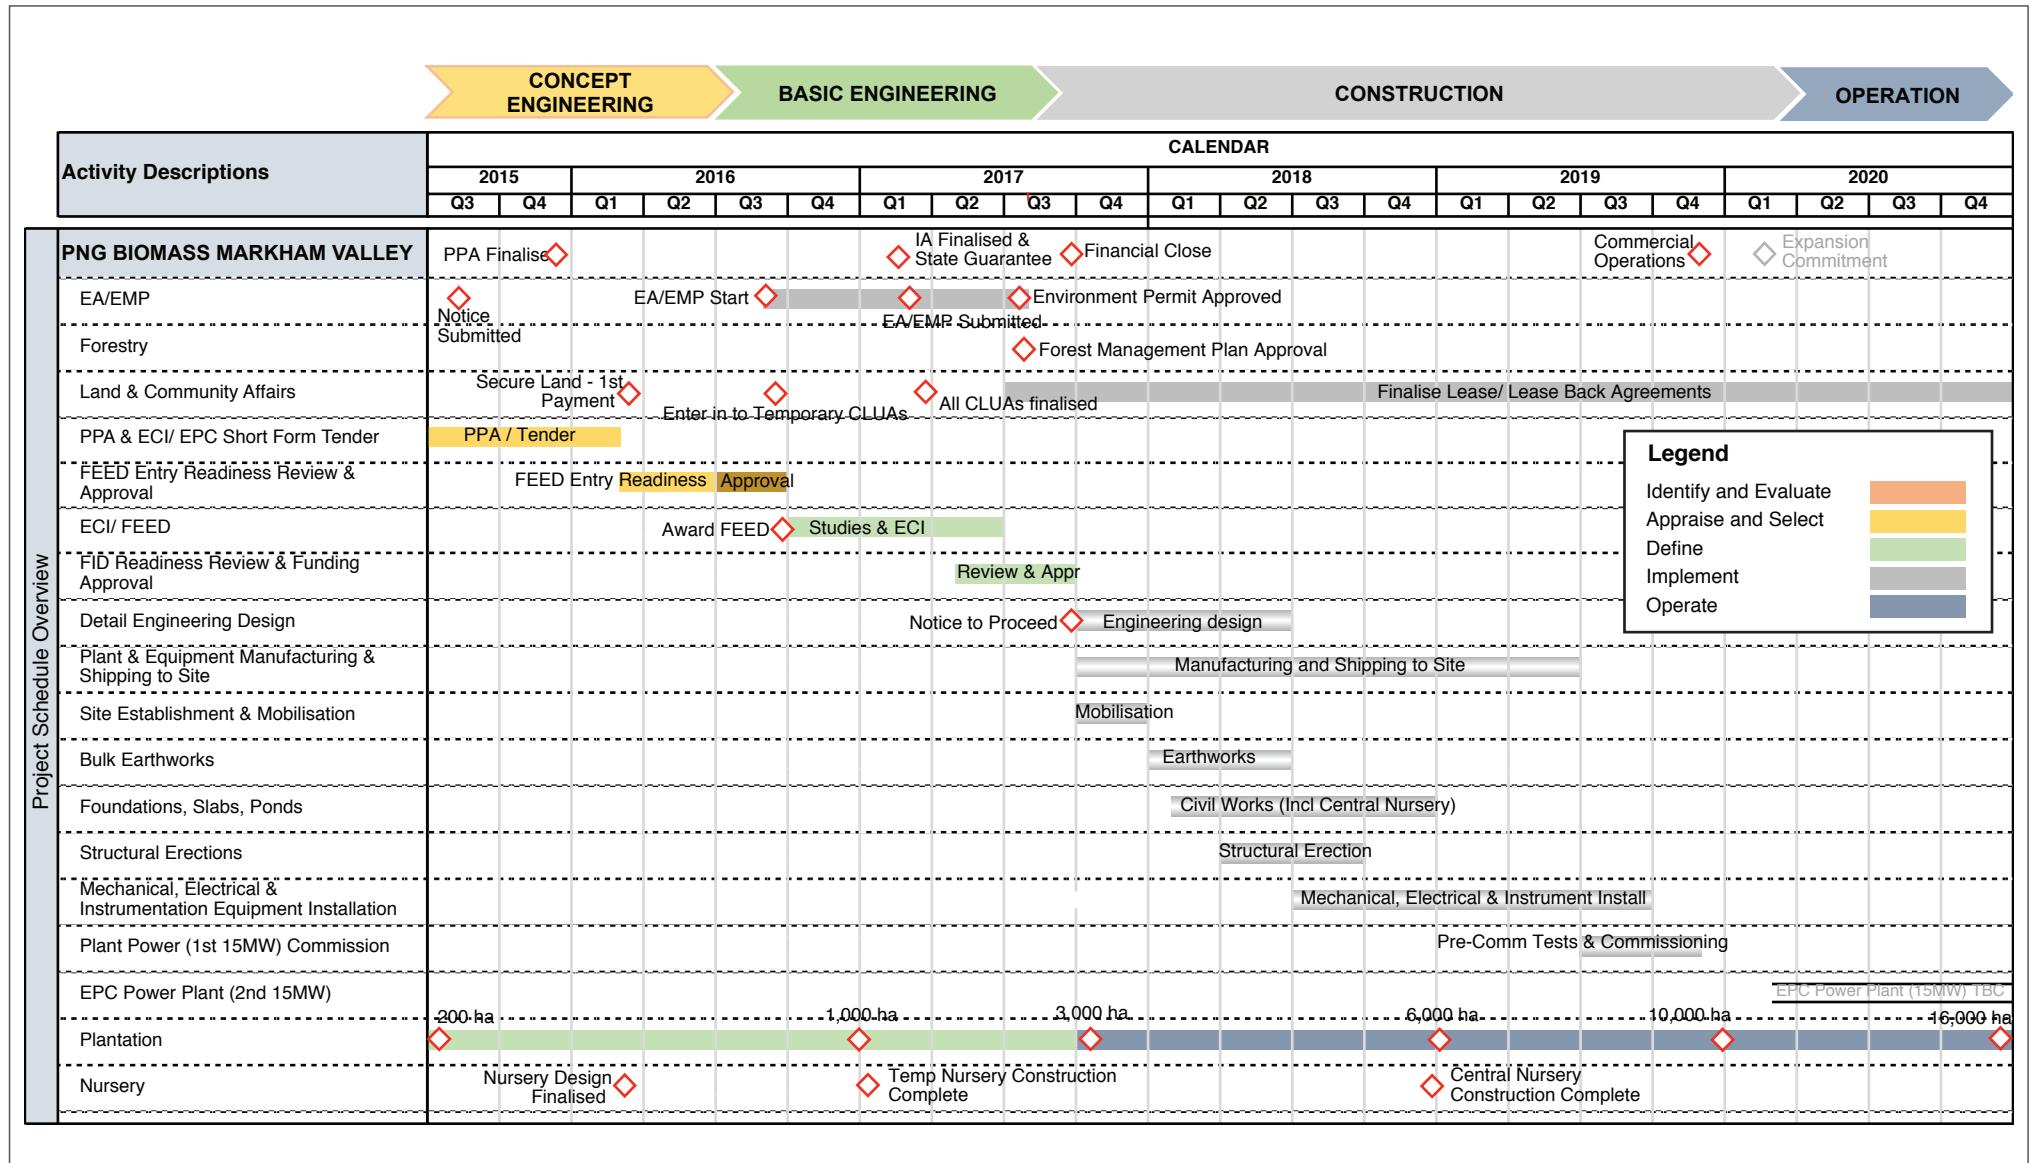 CONCEPT
ENGINEERING
BASIC ENGINEERING
CONSTRUCTION
OPERATION
Activity Descriptions
CALENDAR
2015 2016 2017 2018 2019 2020
Q3 Q4 Q1 Q2 Q3 Q4 Q1 Q2 Q3 Q4 Q1 Q2 Q3 Q4 Q1 Q2 Q3 Q4 Q1 Q2 Q3 Q4
Project Schedule Overview
PNG BIOMASS MARKHAM VALLEY
PPA Finalise
IA Finalised &
State Guarantee
Financial Close
Commercial
Operations
Expansion
Commitment
EA/EMP
Notice
Submitted
EA/EMP Start
EA/EMP Submitted
Environment Permit Approved
Forestry
Forest Management Plan Approval
Land & Community Affairs
Secure Land - 1st
Payment
Enter in to Temporary CLUAs
All CLUAs finalised
Finalise Lease/ Lease Back Agreements
PPA & ECI/ EPC Short Form Tender
PPA / Tender
FEED Entry Readiness Review &
Approval
FEED Entry Readiness
Approval
ECI/ FEED
Award FEED
Studies & ECI
FID Readiness Review & Funding
Approval
Review & Appr
Detail Engineering Design
Notice to Proceed
Engineering design
Plant & Equipment Manufacturing &
Shipping to Site
Manufacturing and Shipping to Site
Site Establishment & Mobilisation
Mobilisation
Bulk Earthworks
Earthworks
Foundations, Slabs, Ponds
Civil Works (Incl Central Nursery)
Structural Erections
Structural Erection
Mechanical, Electrical &
Instrumentation Equipment Installation
Mechanical, Electrical & Instrument Install
Plant Power (1st 15MW) Commission
Pre-Comm Tests & Commissioning
EPC Power Plant (2nd 15MW)
EPC Power Plant (15MW) TBC
Plantation
200 ha
1,000 ha
3,000 ha
6,000 ha
10,000 ha
16,000 ha
Nursery
Nursery Design
Finalised
Temp Nursery Construction
Complete
Central Nursery
Construction Complete
Legend
Identify and Evaluate
Appraise and Select
Define
Implement
Operate